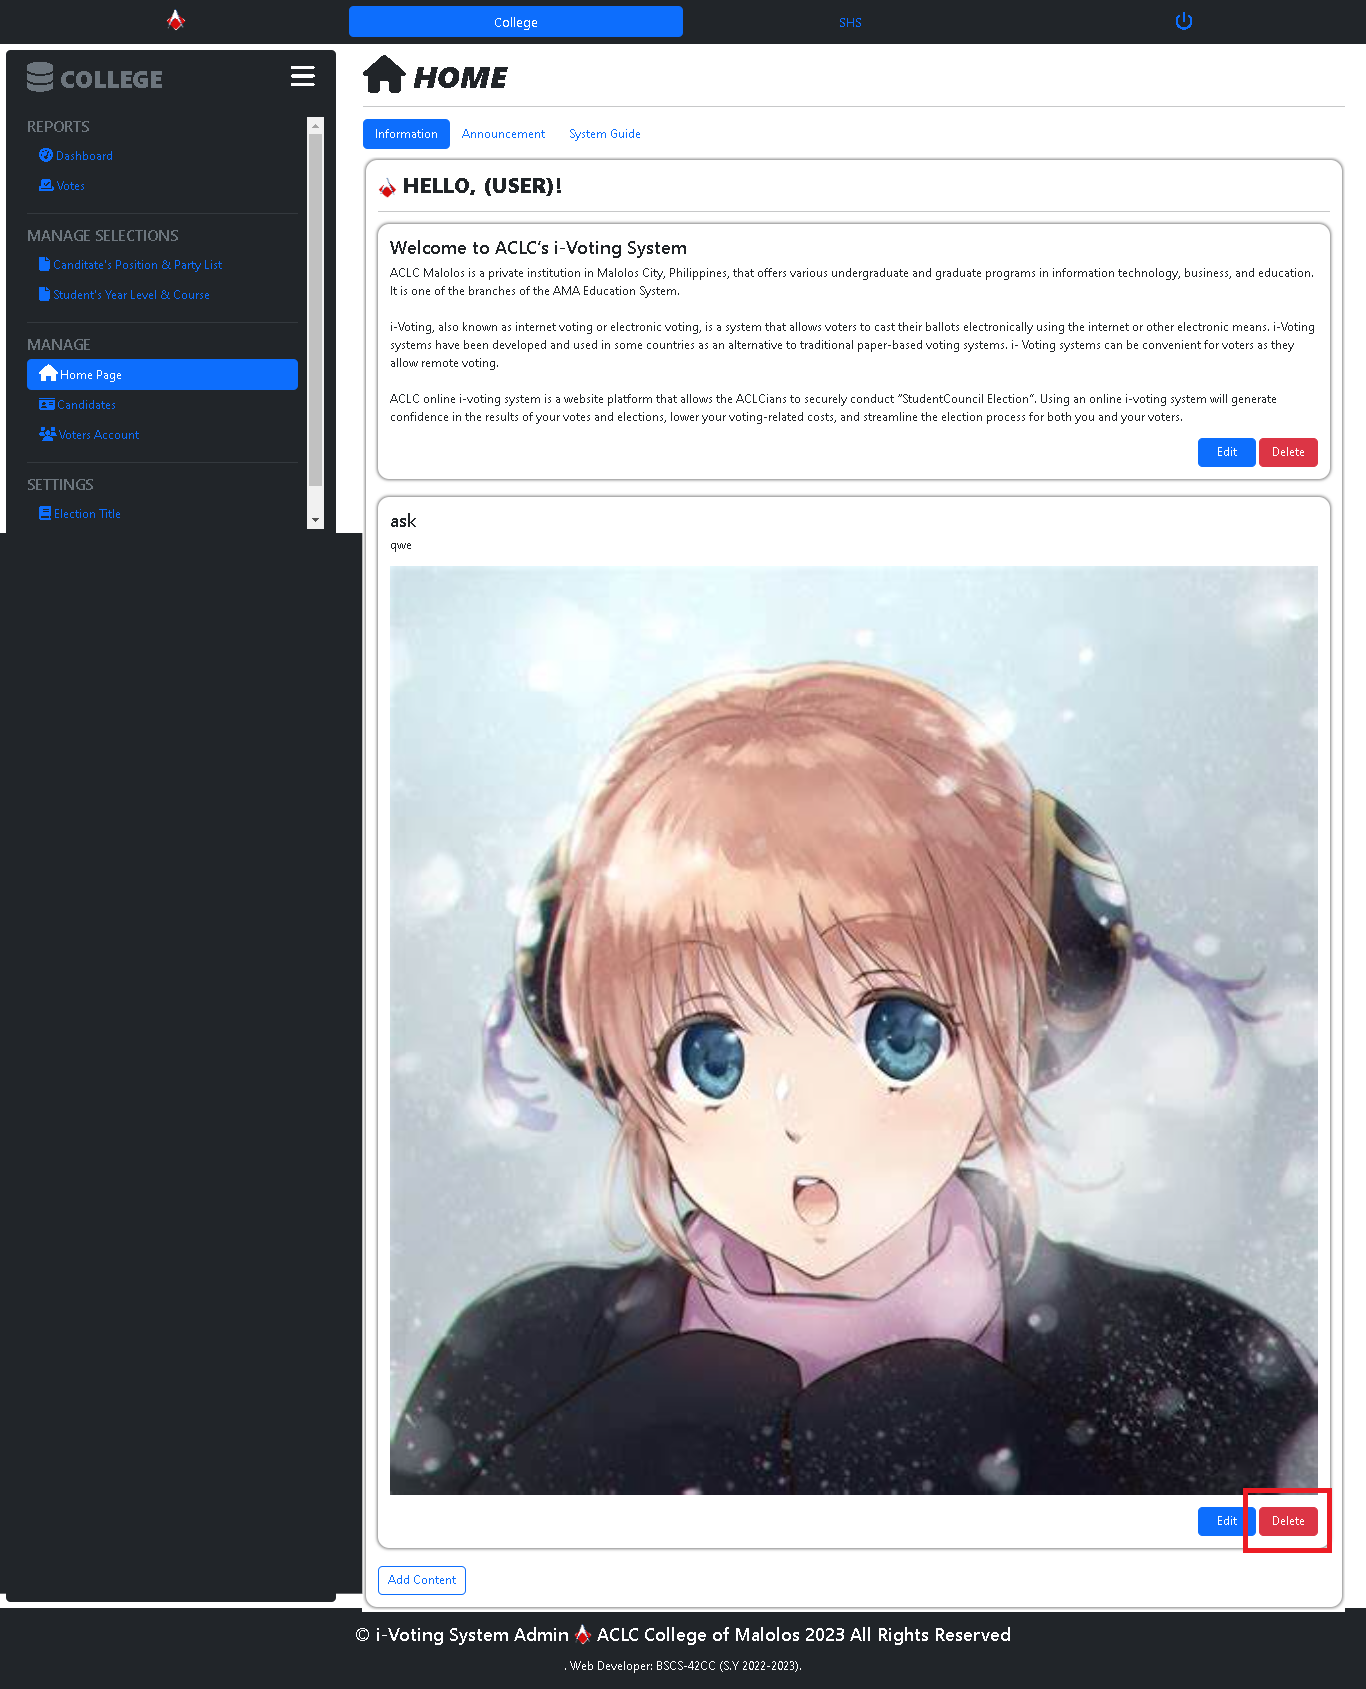 College
SHS
COLLEGE
REPORTS
Dashboard
Votes
MANAGE SELECTIONS
Canditate's Position & Party List
Student's Year Level & Course
MANAGE
Home Page
Candidates
Voters Account
SETTINGS
Election Title
HOME
Information
Announcement
System Guide
HELLO, (USER)!
Welcome to ACLC's i-Voting System
ACLC Malolos is a private institution in Malolos City, Philippines, that offers various undergraduate and graduate programs in information technology, business, and education.
It is one of the branches of the AMA Education System.
i-Voting, also known as internet voting or electronic voting, is a system that allows voters to cast their ballots electronically using the internet or other electronic means. i-Voting
systems have been developed and used in some countries as an alternative to traditional paper-based voting systems. i- Voting systems can be convenient for voters as they
allow remote voting.
ACLC online i-voting system is a website platform that allows the ACLCians to securely conduct "StudentCouncil Election". Using an online i-voting system will generate
confidence in the results of your votes and elections, lower your voting-related costs, and streamline the election process for both you and your voters.
Edit
Delete
ask
qwe
Edit
Delete
Add Content
© i-Voting System Admin ACLC College of Malolos 2023 All Rights Reserved
. Web Developer: BSCS-42CC (S.Y 2022-2023).